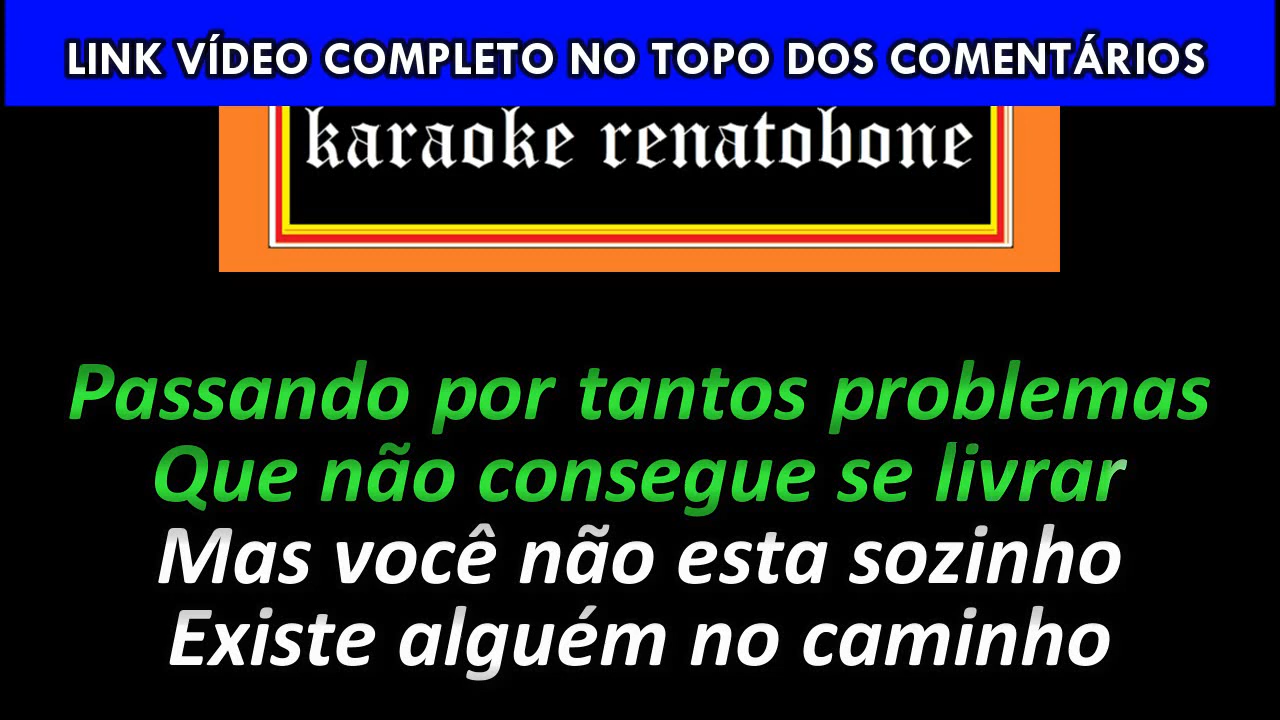 LINK VÍDEO COMPLETO NO TOPO DOS COMENTÁRIOS
karaoke renatobone
Passando por tantos problemas
Que não consegue se livrar
Mas você não esta sozinho
Existe alguém no caminho